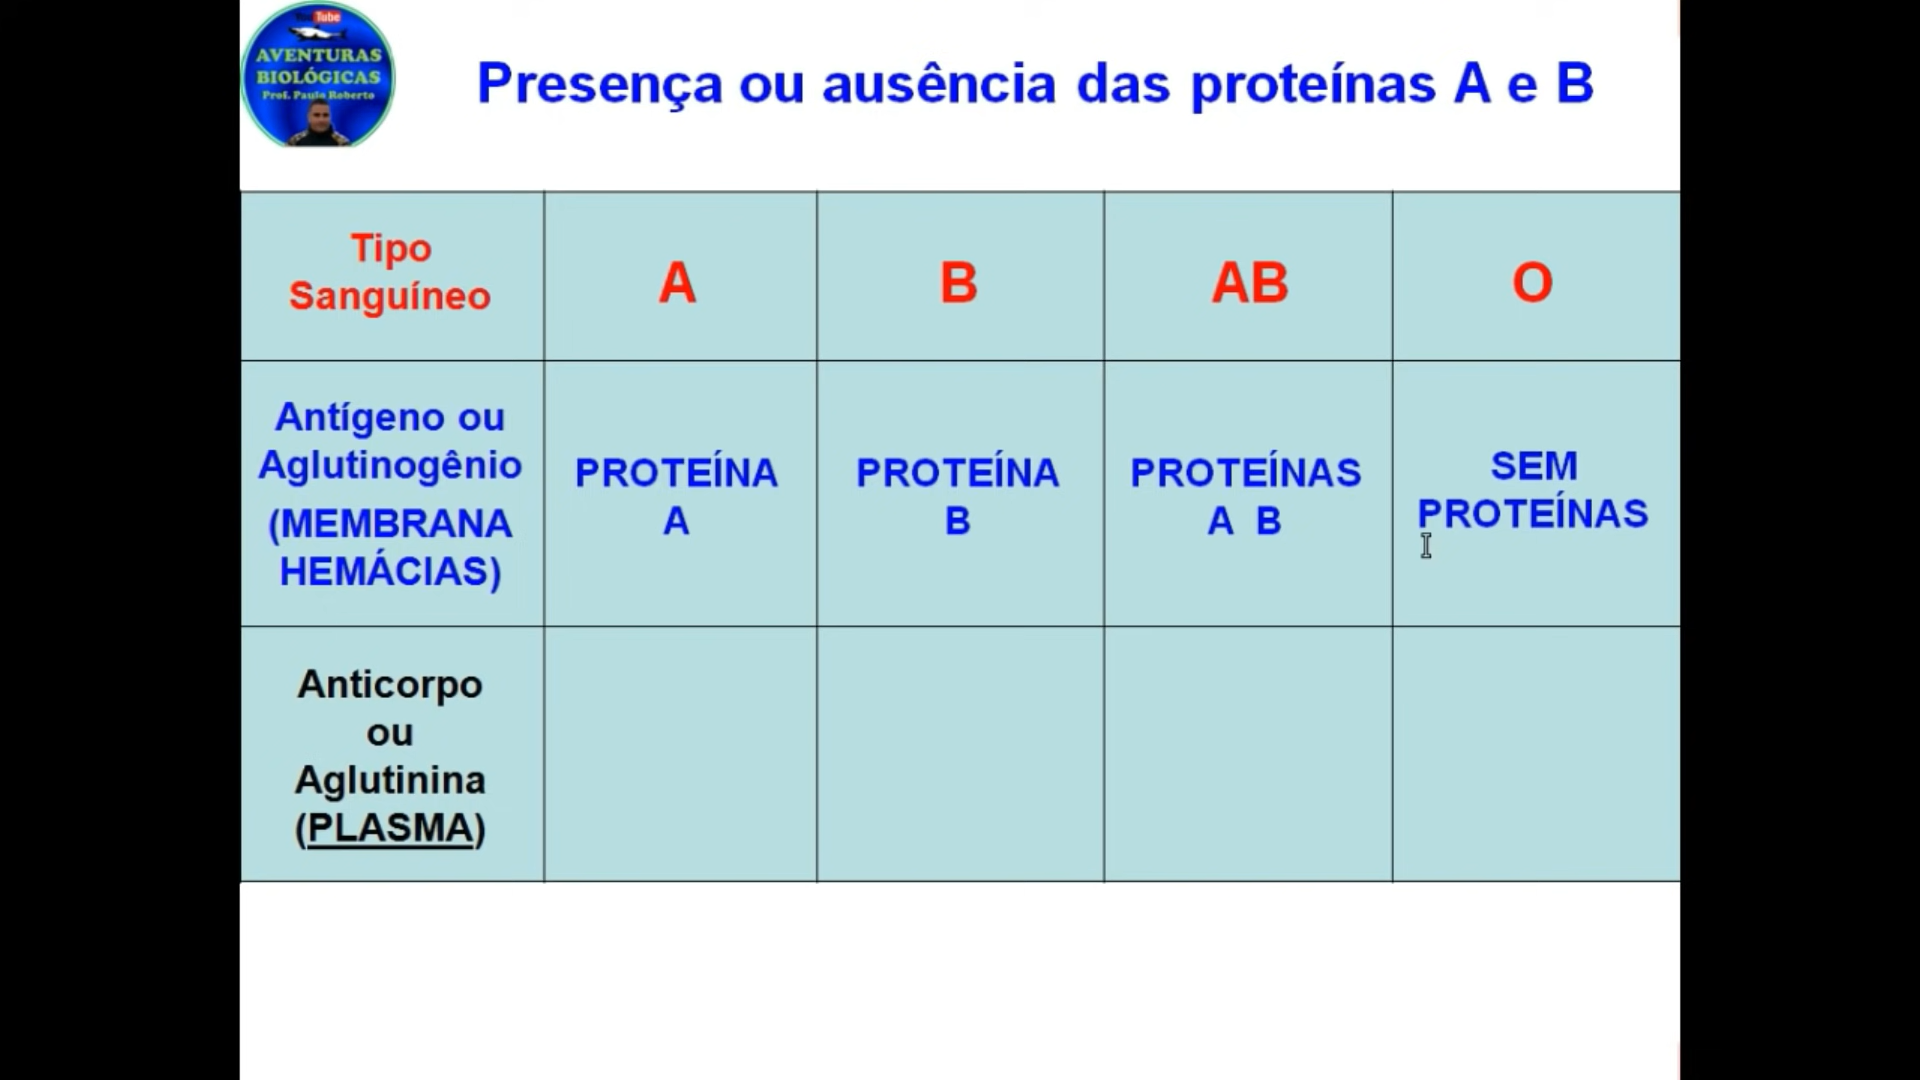 YouTube
AVENTURAS
BIOLÓGICAS
Prof. Paulo Roberto
Presença ou ausência das proteínas A e B
Tipo
Sanguíneo
A
B
AB
O
Antígeno ou
Aglutinogênio
(MEMBRANA
HEMÁCIAS)
PROTEÍNA
A
PROTEÍNA
B
PROTEÍNAS
A B
SEM
PROTEÍNAS
Anticorpo
ou
Aglutinina
(PLASMA)